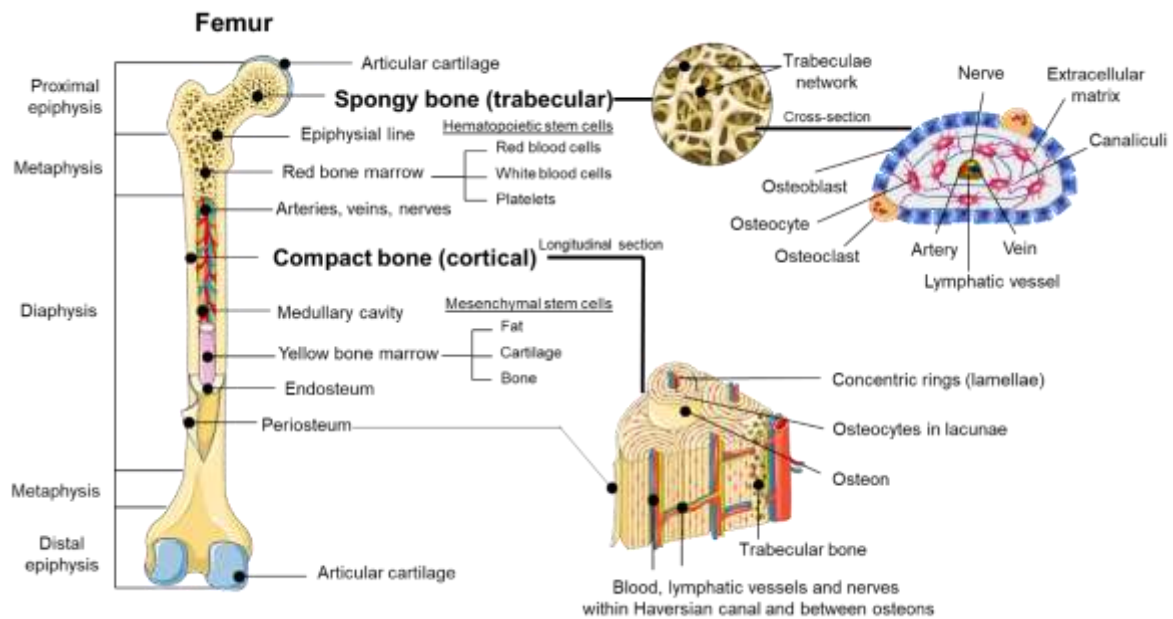 Femur
Proximal
epiphysis
Metaphysis
Diaphysis
Metaphysis
Distal
epiphysis
Articular cartilage
Spongy bone (trabecular)
Epiphysial line
Hematopoietic stem cells
Red bone marrow
Red blood cells
White blood cells
Platelets
Arteries, veins, nerves
Compact bone (cortical)
Longitudinal section
Medullary cavity
Mesenchymal stem cells
Yellow bone marrow
Fat
Cartilage
Bone
Endosteum
Periosteum
Articular cartilage
Trabeculae
network
Cross-section
Nerve
Extracellular
matrix
Canaliculi
Osteoblast
Osteocyte
Osteoclast
Artery
Vein
Lymphatic vessel
Concentric rings (lamellae)
Osteocytes in lacunae
Osteon
Trabecular bone
Blood, lymphatic vessels and nerves
within Haversian canal and between osteons